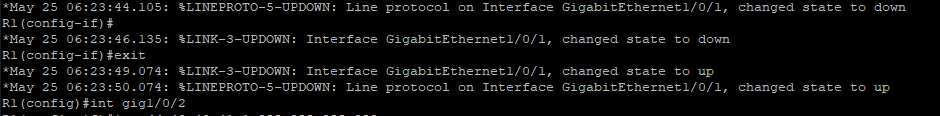 *May 25 06:23:44.105: %LINEPROTO-5-UPDOWN: Line protocol on Interface GigabitEthernet1/0/1, changed state to down
R1(config-if)#
*May 25 06:23:46.135: %LINK-3-UPDOWN: Interface GigabitEthernet1/0/1, changed state to down
R1(config-if)#exit
*May 25 06:23:49.074: %LINK-3-UPDOWN: Interface GigabitEthernet1/0/1, changed state to up
*May 25 06:23:50.074: %LINEPROTO-5-UPDOWN: Line protocol on Interface GigabitEthernet1/0/1, changed state to up
R1(config)#int gig1/0/2